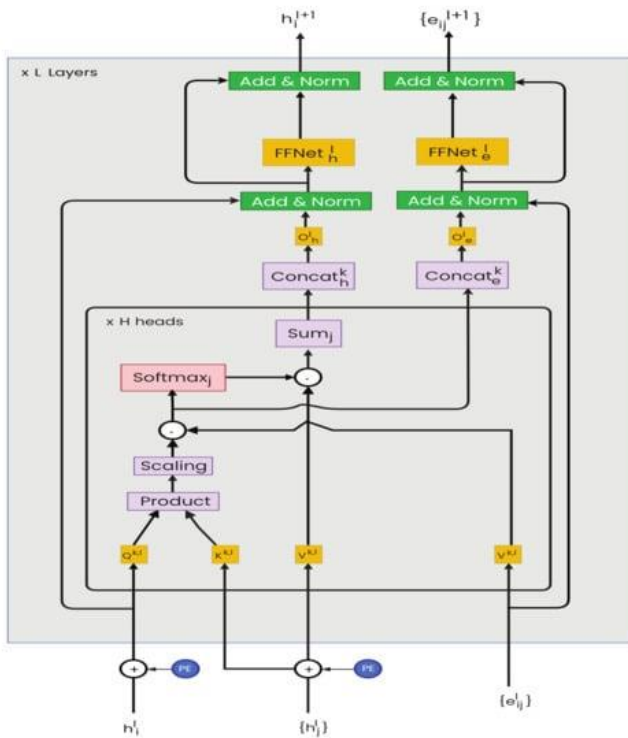 h_i^{l+1} {e_ij^{l+1}}
x L Layers
Add & Norm Add & Norm
FFNet_h^l FFNet_e^l
Add & Norm Add & Norm
O_h^l O_e^l
Concat_h^k Concat_e^k
x H heads
Sum_j
Softmax_j
.
.
Scaling
Product
Q^{k,l} K^{k,l} V^{k,l} V^{k,l}
+ PE + PE
h_i^l {h_j^l} {e_ij^l}